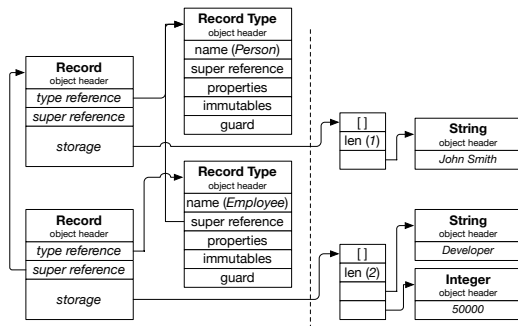 Record Type
object header
name (Person)
super reference
properties
immutables
guard
Record
object header
type reference
super reference
storage
[ ]
len (1)
String
object header
John Smith
Record Type
object header
name (Employee)
super reference
properties
immutables
guard
Record
object header
type reference
super reference
storage
[ ]
len (2)
String
object header
Developer
Integer
object header
50000